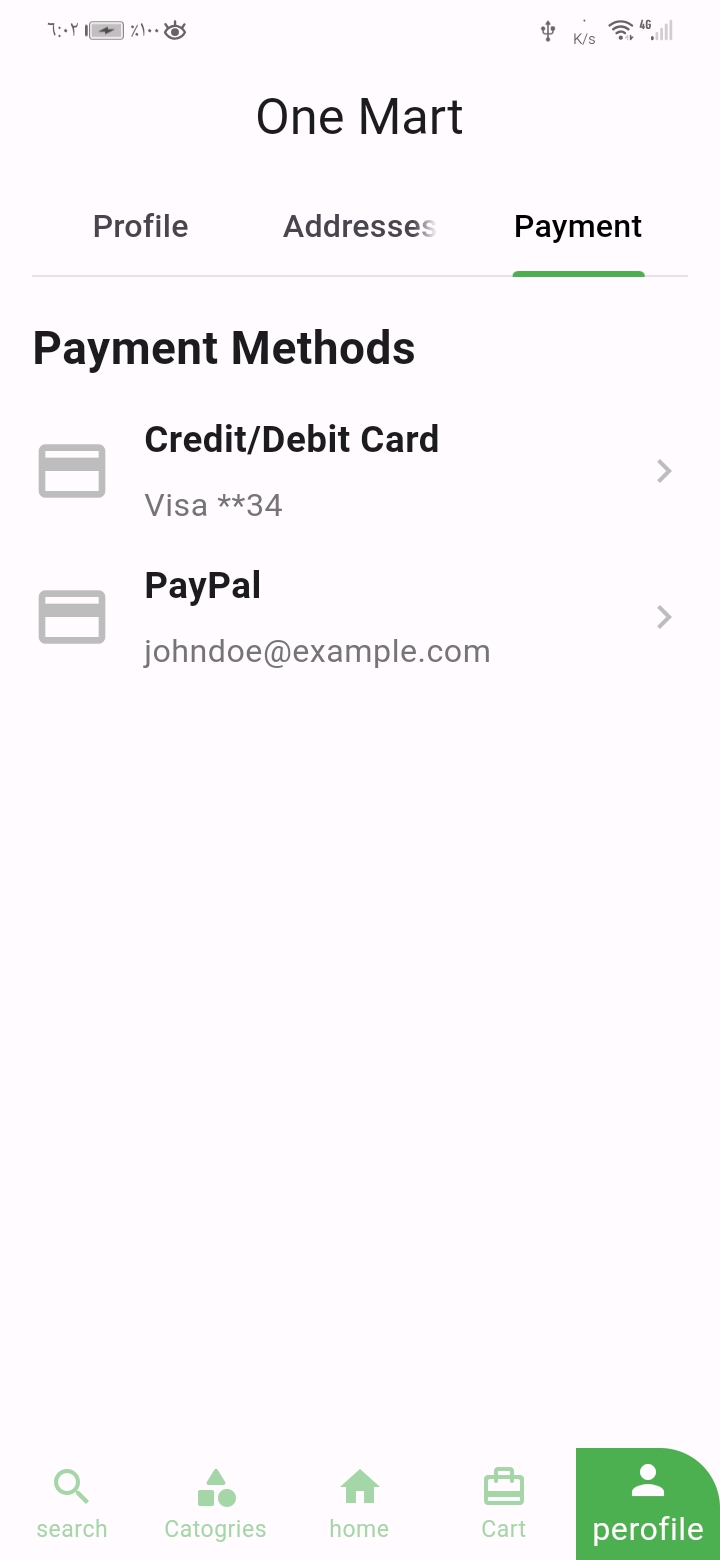 ٦:٠٢ ٪١٠٠ K/s 4G
One Mart
Profile Addresses Payment
Payment Methods
Credit/Debit Card
Visa **34
PayPal
johndoe@example.com
search Catogries home Cart perofile